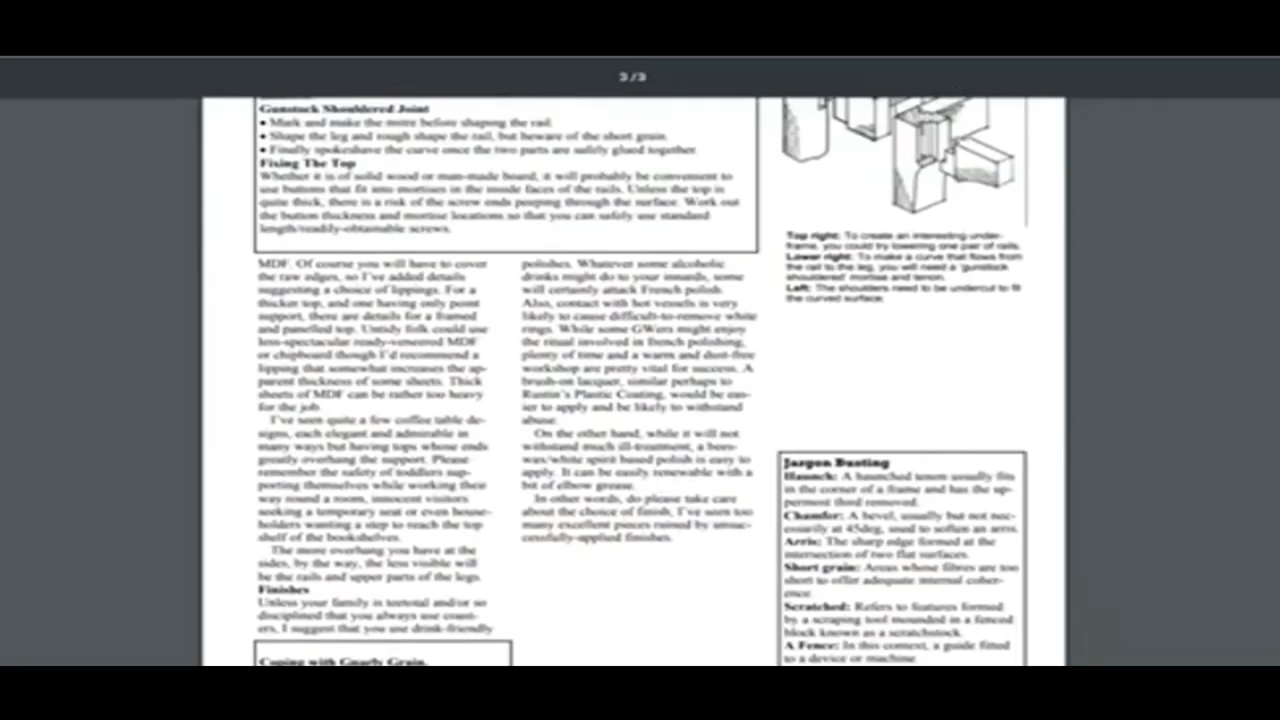 3 / 3
Gunstock Shouldered Joint
• Mark and make the mitre before shaping the rail.
• Shape the leg and rough shape the rail, but beware of the short grain.
• Finally spokeshave the curve once the two parts are safely glued together.
Fixing The Top
Whether it is of solid wood or man-made board, it will probably be convenient to
use buttons that fit into mortises in the inside faces of the rails. Unless the top is
quite thick, there is a risk of the screw ends peeping through the surface. Work out
the button thickness and mortise locations so that you can safely use standard
length/readily-obtainable screws.
MDF. Of course you will have to cover
the raw edges, so I've added details
suggesting a choice of lippings. For a
thicker top, and one having only point
support, there are details for a framed
and panelled top. Untidy folk could use
less-spectacular ready-veneered MDF
or chipboard though I'd recommend a
lipping that somewhat increases the ap-
parent thickness of some sheets. Thick
sheets of MDF can be rather too heavy
for the job.
I've seen quite a few coffee table de-
signs, each elegant and admirable in
many ways but having tops whose ends
greatly overhang the support. Please
remember the safety of toddlers sup-
porting themselves while working their
way round a room, innocent visitors
seeking a temporary seat or even house-
holders wanting a step to reach the top
shelf of the bookshelves.
The more overhang you have at the
sides, by the way, the less visible will
be the rails and upper parts of the legs.
Finishes
Unless your family is teetotal and/or so
disciplined that you always use coast-
ers, I suggest that you use drink-friendly
Coping with Gnarly Grain.
polishes. Whatever some alcoholic
drinks might do to your innards, some
will certainly attack French polish.
Also, contact with hot vessels is very
likely to cause difficult-to-remove white
rings. While some GWers might enjoy
the ritual involved in french polishing,
plenty of time and a warm and dust-free
workshop are pretty vital for success. A
brush-on lacquer, similar perhaps to
Rustin's Plastic Coating, would be eas-
ier to apply and be likely to withstand
abuse.
On the other hand, while it will not
withstand much ill-treatment, a bees-
wax/white spirit based polish is easy to
apply. It can be easily renewable with a
bit of elbow grease.
In other words, do please take care
about the choice of finish, I've seen too
many excellent pieces ruined by unsuc-
cessfully-applied finishes.
Top right: To create an interesting under-
frame, you could try lowering one pair of rails.
Lower right: To make a curve that flows from
the rail to the leg, you will need a 'gunstock
shouldered' mortise and tenon.
Left: The shoulders need to be undercut to fit
the curved surface.
Jargon Busting
Haunch: A haunched tenon usually fits
in the corner of a frame and has the up-
permost third removed.
Chamfer: A bevel, usually but not nec-
essarily at 45deg, used to soften an arris.
Arris: The sharp edge formed at the
intersection of two flat surfaces.
Short grain: Areas whose fibres are too
short to offer adequate internal coher-
ence.
Scratched: Refers to features formed
by a scraping tool mounded in a fenced
block known as a scratchstock.
A Fence: In this context, a guide fitted
to a device or machine